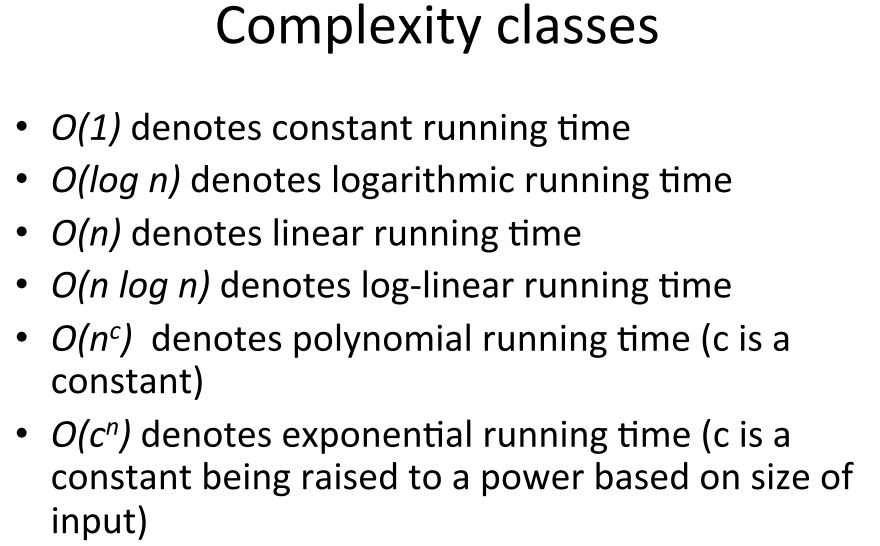 Complexity classes
• O(1) denotes constant running time
• O(log n) denotes logarithmic running time
• O(n) denotes linear running time
• O(n log n) denotes log-linear running time
• O(nᶜ) denotes polynomial running time (c is a
constant)
• O(cⁿ) denotes exponential running time (c is a
constant being raised to a power based on size of
input)